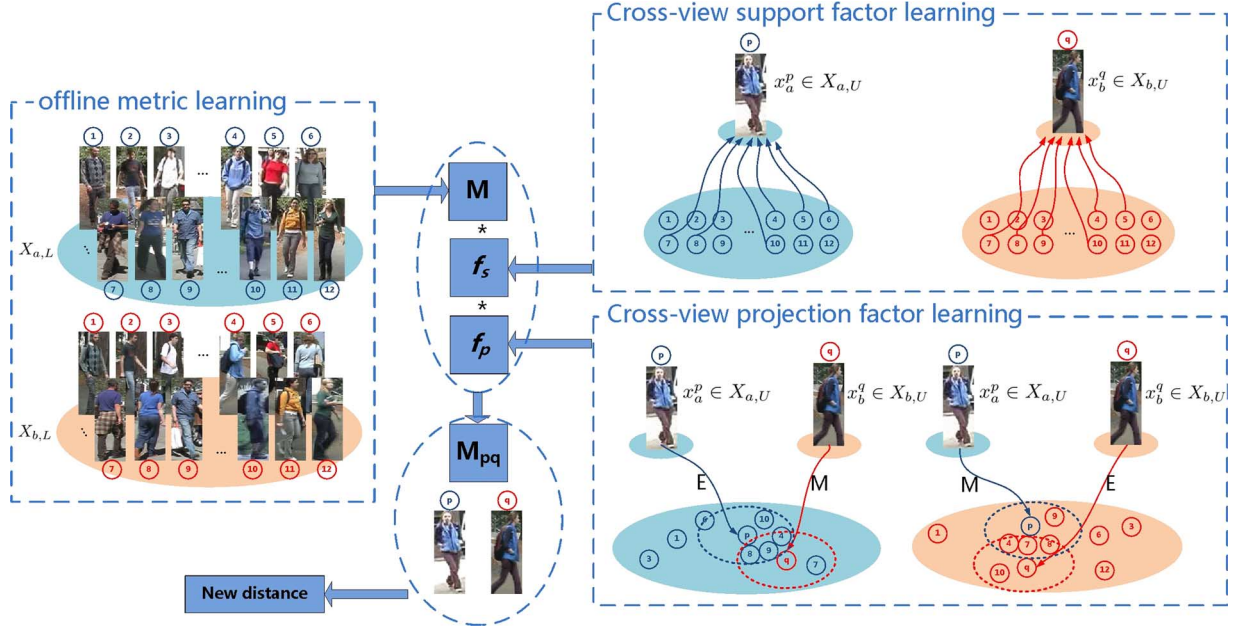 offline metric learning
1 2 3 4 5 6
...
X_{a,L}
...
...
7 8 9 10 11 12
1 2 3 4 5 6
...
X_{b,L}
...
...
7 8 9 10 11 12
M
*
f_s
*
f_p
M_{pq}
p q
New distance
Cross-view support factor learning
p
x_a^p ∈ X_{a,U}
1 2 3 4 5 6
...
7 8 9 10 11 12
q
x_b^q ∈ X_{b,U}
1 2 3 4 5 6
...
7 8 9 10 11 12
Cross-view projection factor learning
p q p q
x_a^p ∈ X_{a,U} x_b^q ∈ X_{b,U} x_a^p ∈ X_{a,U} x_b^q ∈ X_{b,U}
E M M E
6 10
1 p 4
3 8 9 q 7
9 3
1 p 6
4 7 8
10 q 12